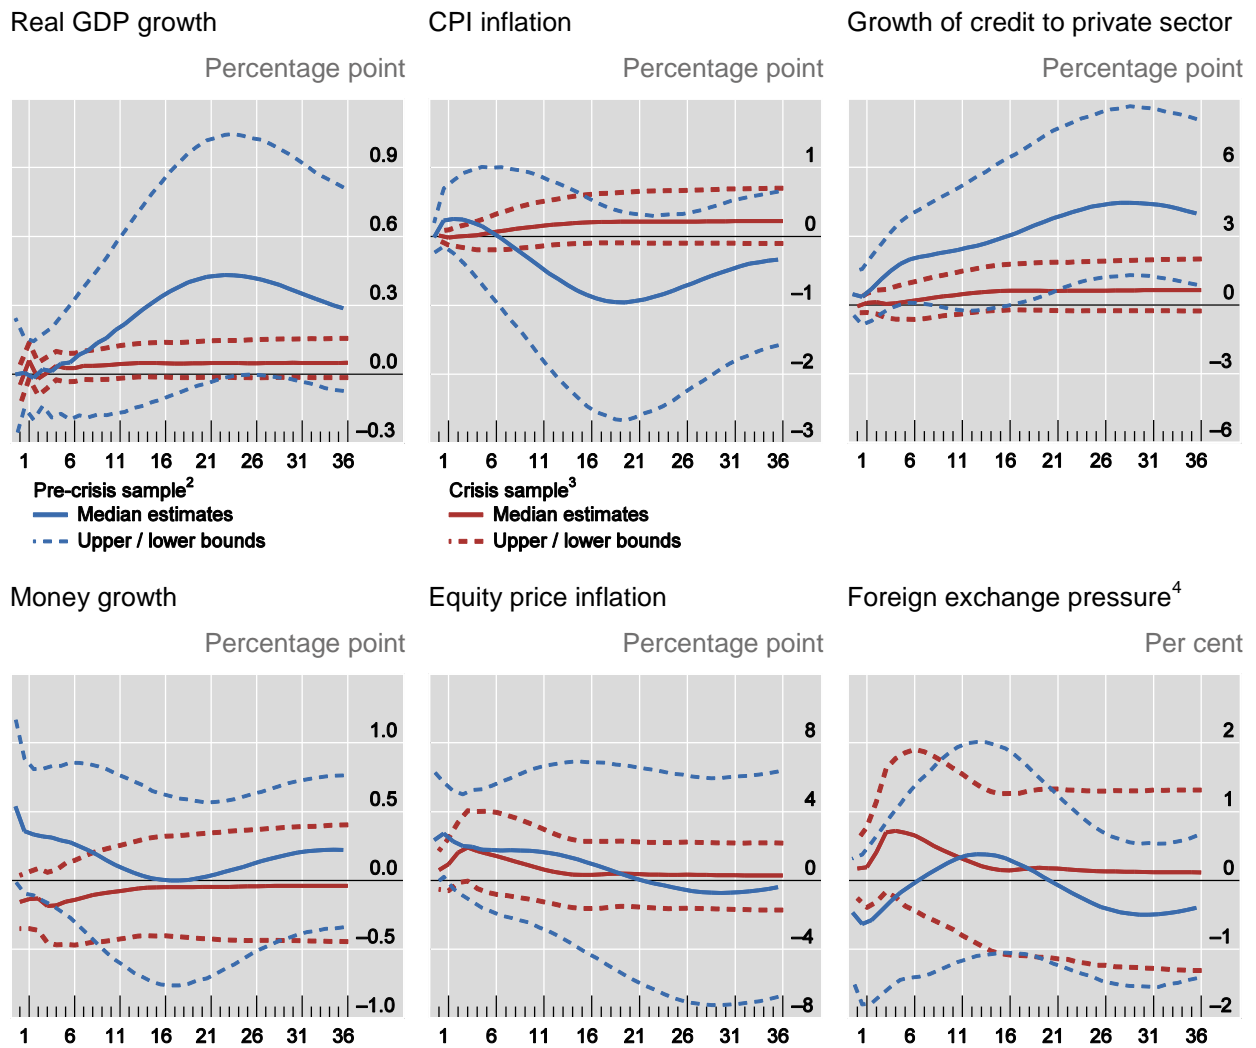 Real GDP growth
CPI inflation
Growth of credit to private sector
Percentage point
Percentage point
Percentage point
0.9
0.6
0.3
0.0
–0.3
1 6 11 16 21 26 31 36
1
0
–1
–2
–3
1 6 11 16 21 26 31 36
6
3
0
–3
–6
1 6 11 16 21 26 31 36
Pre-crisis sample²
Median estimates
Upper / lower bounds
Crisis sample³
Median estimates
Upper / lower bounds
Money growth
Equity price inflation
Foreign exchange pressure⁴
Percentage point
Percentage point
Per cent
1.0
0.5
0.0
–0.5
–1.0
1 6 11 16 21 26 31 36
8
4
0
–4
–8
1 6 11 16 21 26 31 36
2
1
0
–1
–2
1 6 11 16 21 26 31 36